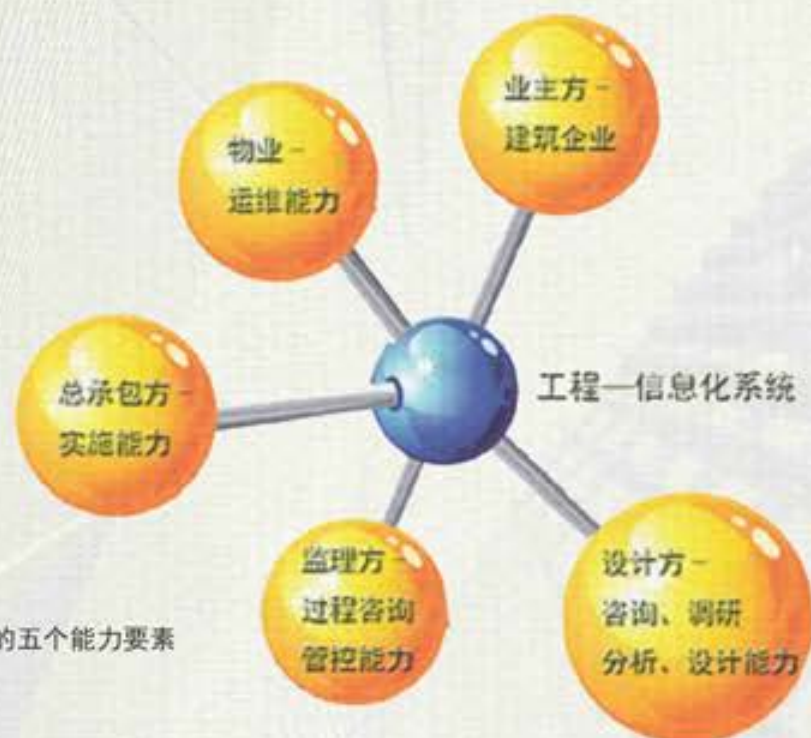 业主方－
建筑企业
物业－
运维能力
工程—信息化系统
总承包方－
实施能力
监理方－
过程咨询
管控能力
设计方－
咨询、调研
分析、设计能力
的五个能力要素